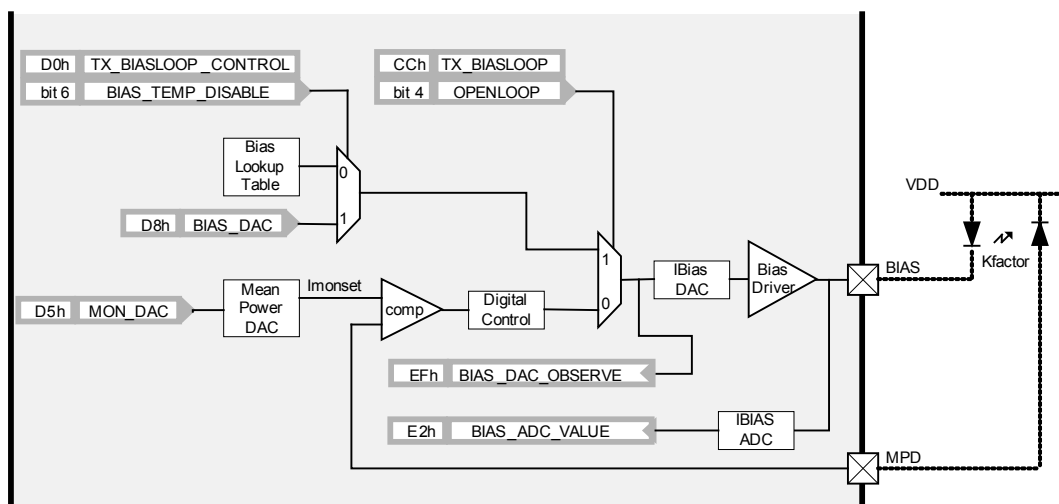 D0h TX_BIASLOOP_CONTROL
bit 6 BIAS_TEMP_DISABLE
CCh TX_BIASLOOP
bit 4 OPENLOOP
Bias
Lookup
Table
0
1
D8h BIAS_DAC
VDD
Kfactor
BIAS
1
0
IBias
DAC
Bias
Driver
Imonset
D5h MON_DAC
Mean
Power
DAC
comp
Digital
Control
EFh BIAS_DAC_OBSERVE
E2h BIAS_ADC_VALUE
IBIAS
ADC
MPD